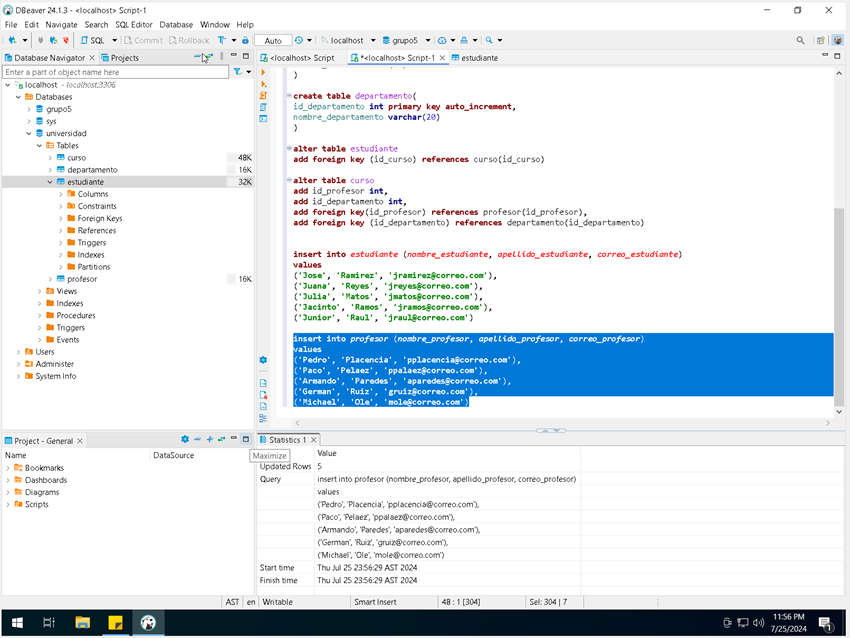 DBeaver 24.1.3 - <localhost> Script-1
File Edit Navigate Search SQL Editor Database Window Help
SQL Commit Rollback Auto localhost grupo5
Database Navigator Projects
<localhost> Script *<localhost> Script-1 estudiante
Enter a part of object name here
localhost - localhost:3306
Databases
grupo5
sys
universidad
Tables
curso 48K
departamento 16K
estudiante 32K
Columns
Constraints
Foreign Keys
References
Triggers
Indexes
Partitions
profesor 16K
Views
Indexes
Procedures
Triggers
Events
Users
Administer
System Info
)
create table departamento(
id_departamento int primary key auto_increment,
nombre_departamento varchar(20)
)
alter table estudiante
add foreign key (id_curso) references curso(id_curso)
alter table curso
add id_profesor int,
add id_departamento int,
add foreign key(id_profesor) references profesor(id_profesor),
add foreign key (id_departamento) references departamento(id_departamento)
insert into estudiante (nombre_estudiante, apellido_estudiante, correo_estudiante)
values
('Jose', 'Ramirez', 'jramirez@correo.com'),
('Juana', 'Reyes', 'jreyes@correo.com'),
('Julia', 'Matos', 'jmatos@correo.com'),
('Jacinto', 'Ramos', 'jramos@correo.com'),
('Junior', 'Raul', 'jraul@correo.com')
insert into profesor (nombre_profesor, apellido_profesor, correo_profesor)
values
('Pedro', 'Placencia', 'pplacencia@correo.com'),
('Paco', 'Pelaez', 'ppalaez@correo.com'),
('Armando', 'Paredes', 'aparedes@correo.com'),
('German', 'Ruiz', 'gruiz@correo.com'),
('Michael', 'Ole', 'mole@correo.com')
Project - General
Name DataSource
Bookmarks
Dashboards
Diagrams
Scripts
Maximize
Statistics 1
Value
Updated Rows 5
Query insert into profesor (nombre_profesor, apellido_profesor, correo_profesor)
values
('Pedro', 'Placencia', 'pplacencia@correo.com'),
('Paco', 'Pelaez', 'ppalaez@correo.com'),
('Armando', 'Paredes', 'aparedes@correo.com'),
('German', 'Ruiz', 'gruiz@correo.com'),
('Michael', 'Ole', 'mole@correo.com')
Start time Thu Jul 25 23:56:29 AST 2024
Finish time Thu Jul 25 23:56:29 AST 2024
AST en Writable Smart Insert 48 : 1 [304] Sel: 304 | 7
11:56 PM
7/25/2024
1